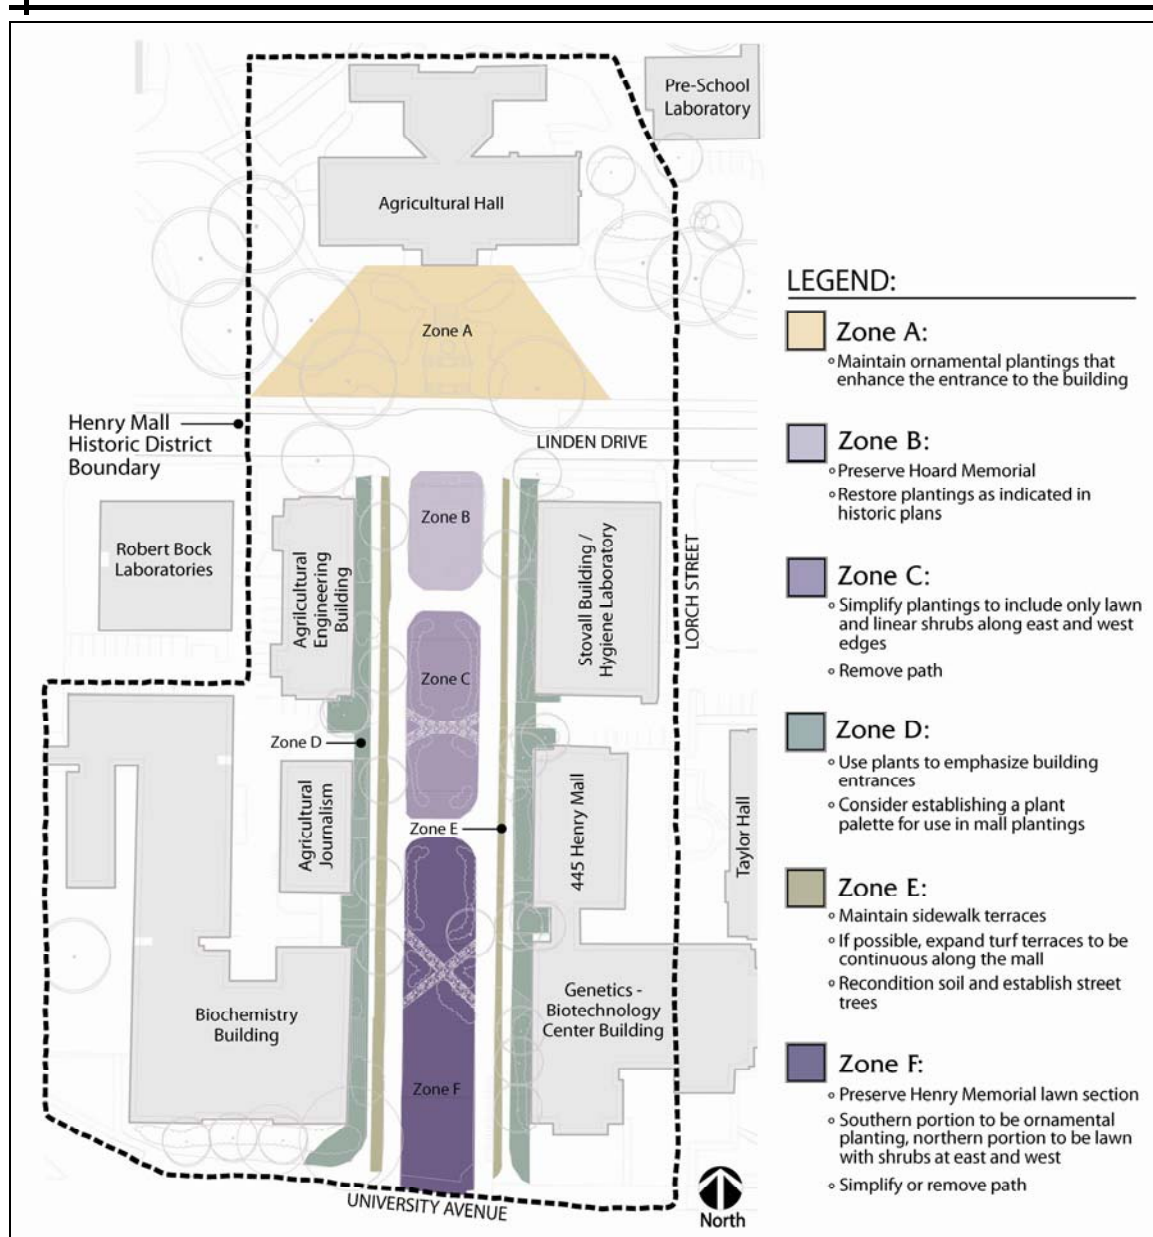 Pre-School
Laboratory
Agricultural Hall
Zone A
Henry Mall
Historic District
Boundary
LINDEN DRIVE
Robert Bock
Laboratories
Agrilcultural
Engineering
Building
Zone B
Stovall Building /
Hygiene Laboratory
LORCH STREET
Zone C
Zone D
Agricultural
Journalism
Zone E
445 Henry Mall
Taylor Hall
Biochemistry
Building
Genetics -
Biotechnology
Center Building
Zone F
UNIVERSITY AVENUE
North
LEGEND:
Zone A:
Maintain ornamental plantings that
enhance the entrance to the building
Zone B:
Preserve Hoard Memorial
Restore plantings as indicated in
historic plans
Zone C:
Simplify plantings to include only lawn
and linear shrubs along east and west
edges
Remove path
Zone D:
Use plants to emphasize building
entrances
Consider establishing a plant
palette for use in mall plantings
Zone E:
Maintain sidewalk terraces
If possible, expand turf terraces to be
continuous along the mall
Recondition soil and establish street
trees
Zone F:
Preserve Henry Memorial lawn section
Southern portion to be ornamental
planting, northern portion to be lawn
with shrubs at east and west
Simplify or remove path